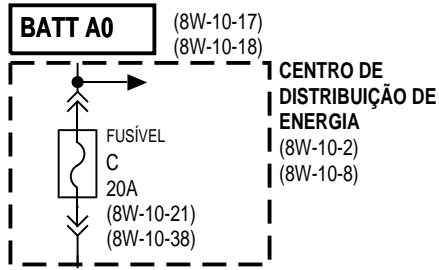 BATT A0
(8W-10-17)
(8W-10-18)
CENTRO DE
DISTRIBUIÇÃO DE
ENERGIA
(8W-10-2)
(8W-10-8)
FUSÍVEL
C
20A
(8W-10-21)
(8W-10-38)